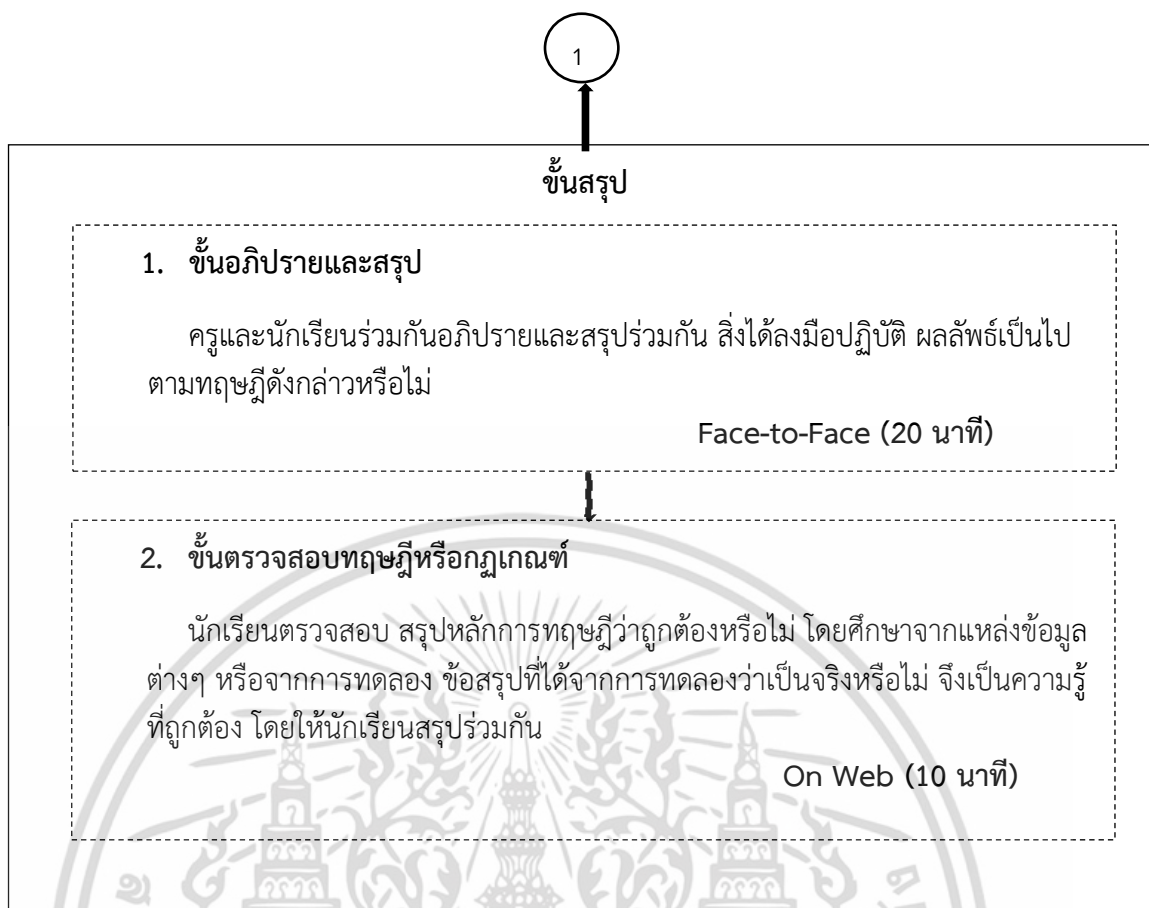 1
ขั้นสรุป
1. ขั้นอภิปรายและสรุป
ครูและนักเรียนร่วมกันอภิปรายและสรุปร่วมกัน สิ่งได้ลงมือปฏิบัติ ผลลัพธ์เป็นไป
ตามทฤษฎีดังกล่าวหรือไม่
Face-to-Face (20 นาที)
2. ขั้นตรวจสอบทฤษฎีหรือกฎเกณฑ์
นักเรียนตรวจสอบ สรุปหลักการทฤษฎีว่าถูกต้องหรือไม่ โดยศึกษาจากแหล่งข้อมูล
ต่างๆ หรือจากการทดลอง ข้อสรุปที่ได้จากการทดลองว่าเป็นจริงหรือไม่ จึงเป็นความรู้
ที่ถูกต้อง โดยให้นักเรียนสรุปร่วมกัน
On Web (10 นาที)